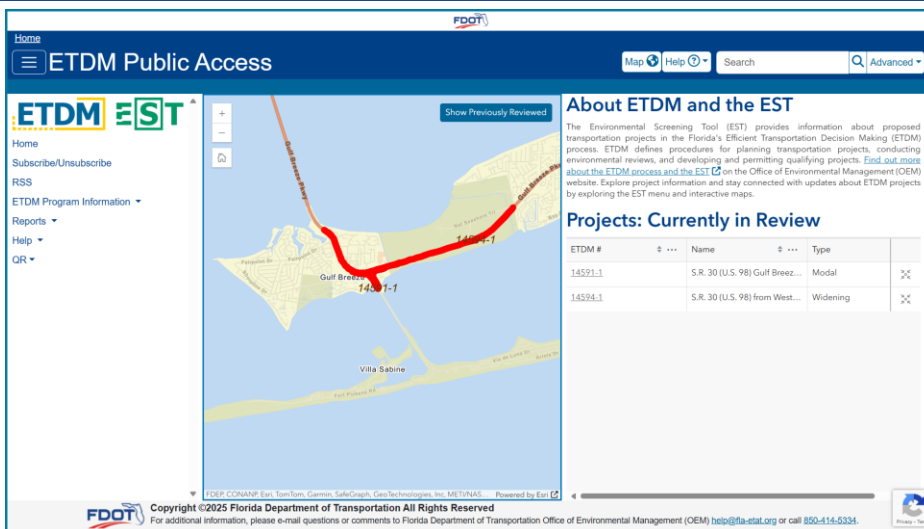 FDOT
Home
ETDM Public Access
Map Help Search Advanced
ETDM EST
Home
Subscribe/Unsubscribe
RSS
ETDM Program Information
Reports
Help
QR
Show Previously Reviewed
Gulf Breeze Pkwy
Gulf Breeze Pkwy
14594-1
Gulf Breeze
14591-1
Villa Sabine
Via de Luna Dr
Fort Pickens Rd
FDEP, CONANP, Esri, TomTom, Garmin, SafeGraph, GeoTechnologies, Inc, METI/NAS... Powered by Esri
About ETDM and the EST
The Environmental Screening Tool (EST) provides information about proposed
transportation projects in the Florida's Efficient Transportation Decision Making (ETDM)
process. ETDM defines procedures for planning transportation projects, conducting
environmental reviews, and developing and permitting qualifying projects. Find out more
about the ETDM process and the EST on the Office of Environmental Management (OEM)
website. Explore project information and stay connected with updates about ETDM projects
by exploring the EST menu and interactive maps.
Projects: Currently in Review
ETDM # Name Type
14591-1 S.R. 30 (U.S. 98) Gulf Breez... Modal
14594-1 S.R. 30 (U.S. 98) from West... Widening
FDOT
Copyright ©2025 Florida Department of Transportation All Rights Reserved
For additional information, please e-mail questions or comments to Florida Department of Transportation Office of Environmental Management (OEM) help@fla-etat.org or call 850-414-5334.